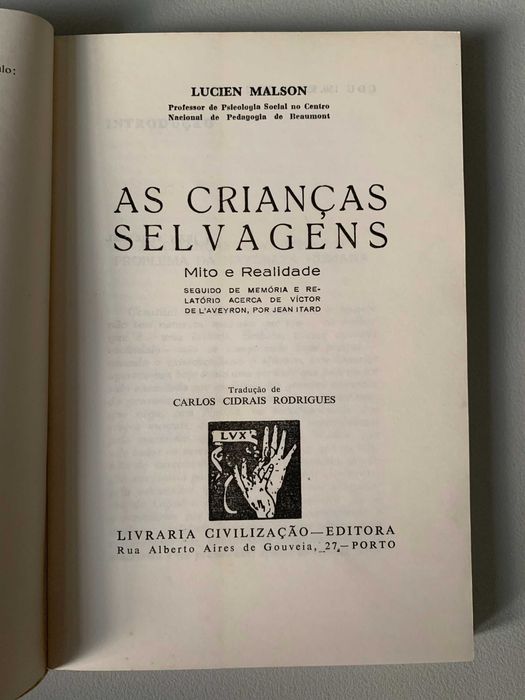 ulo:
LUCIEN MALSON
Professor de Psicologia Social no Centro
Nacional de Pedagogia de Beaumont
AS CRIANÇAS
SELVAGENS
Mito e Realidade
SEGUIDO DE MEMÓRIA E RE-
LATÓRIO ACERCA DE VÍCTOR
DE L'AVEYRON, POR JEAN ITARD
Tradução de
CARLOS CIDRAIS RODRIGUES
LVX
LIVRARIA CIVILIZAÇÃO—EDITORA
Rua Alberto Aires de Gouveia, 27—PORTO